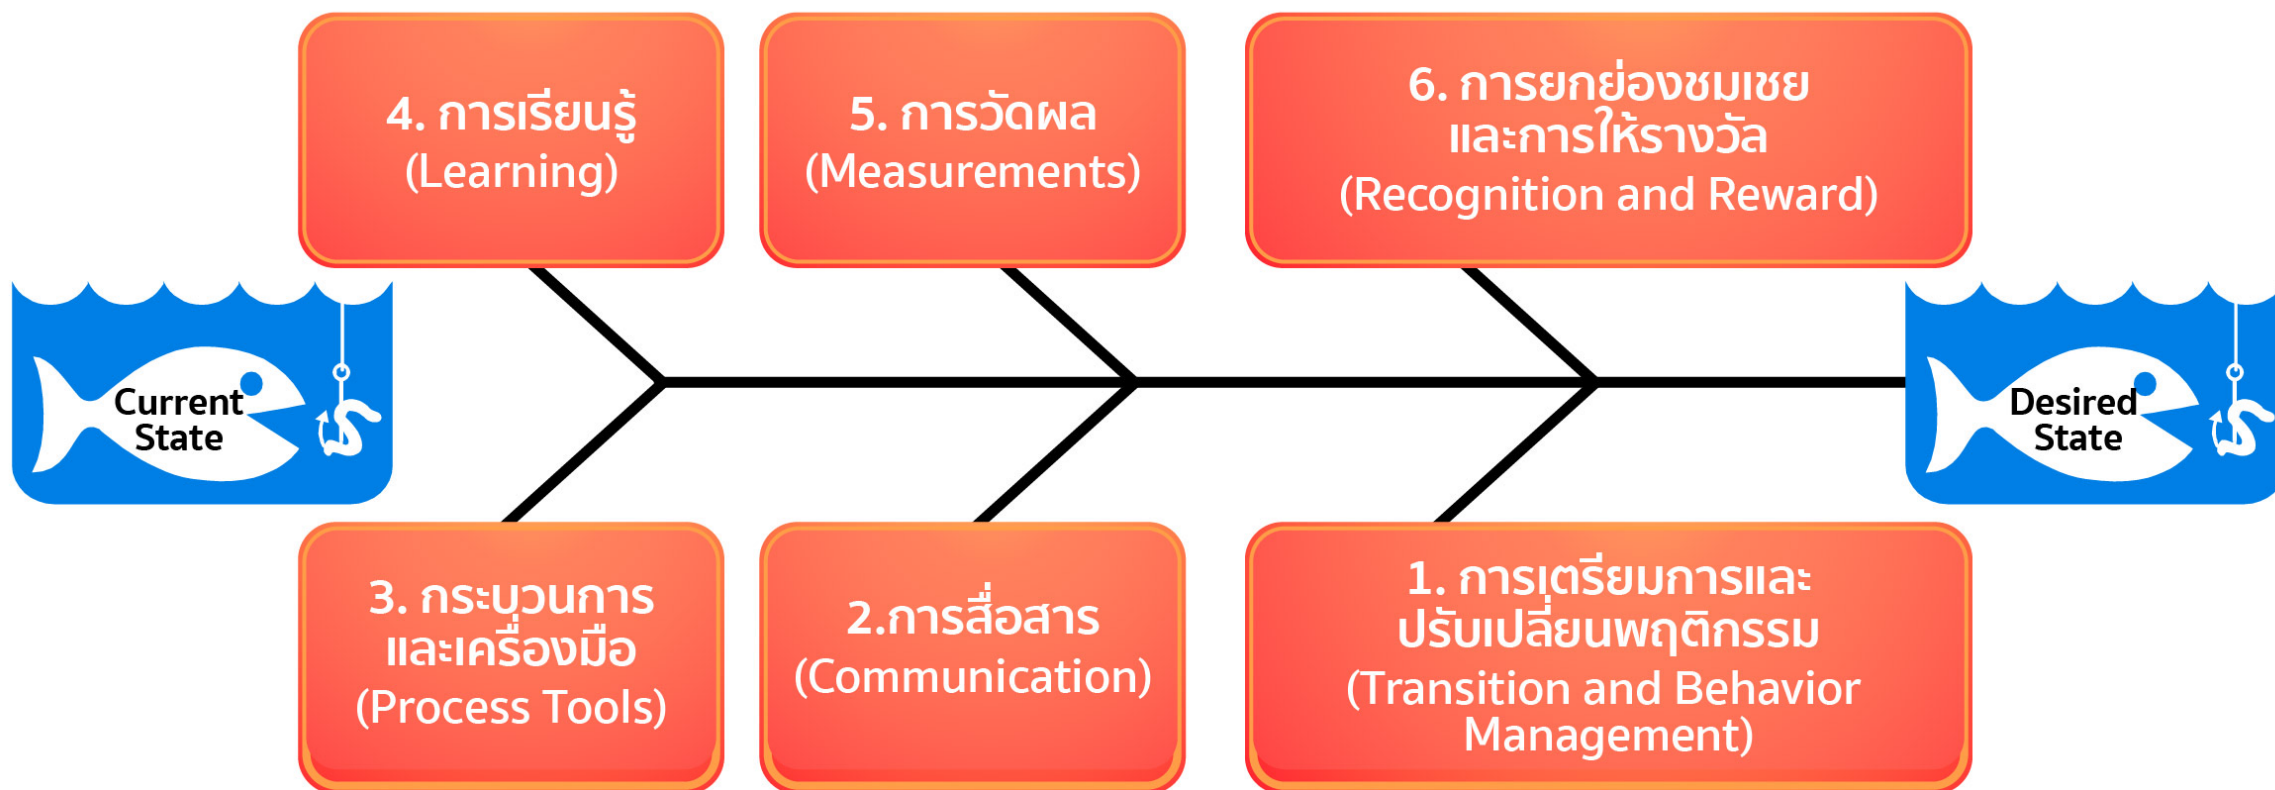 4. การเรียนรู้
(Learning)
5. การวัดผล
(Measurements)
6. การยกย่องชมเชย
และการให้รางวัล
(Recognition and Reward)
Current
State
Desired
State
3. กระบวนการ
และเครื่องมือ
(Process Tools)
2.การสื่อสาร
(Communication)
1. การเตรียมการและ
ปรับเปลี่ยนพฤติกรรม
(Transition and Behavior
Management)